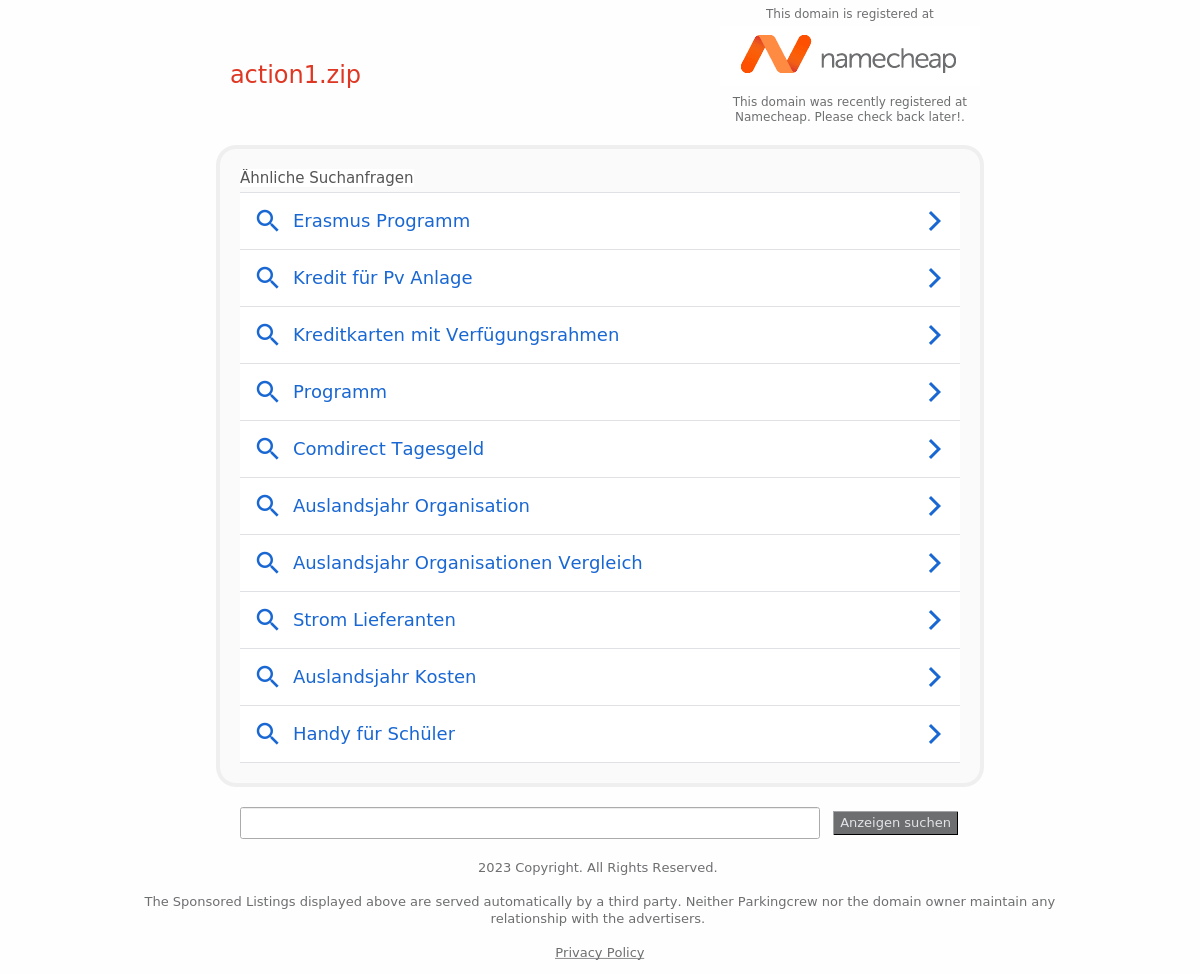 This domain is registered at
namecheap
action1.zip
This domain was recently registered at
Namecheap. Please check back later!.
Ähnliche Suchanfragen
Erasmus Programm
Kredit für Pv Anlage
Kreditkarten mit Verfügungsrahmen
Programm
Comdirect Tagesgeld
Auslandsjahr Organisation
Auslandsjahr Organisationen Vergleich
Strom Lieferanten
Auslandsjahr Kosten
Handy für Schüler
Anzeigen suchen
2023 Copyright. All Rights Reserved.
The Sponsored Listings displayed above are served automatically by a third party. Neither Parkingcrew nor the domain owner maintain any
relationship with the advertisers.
Privacy Policy